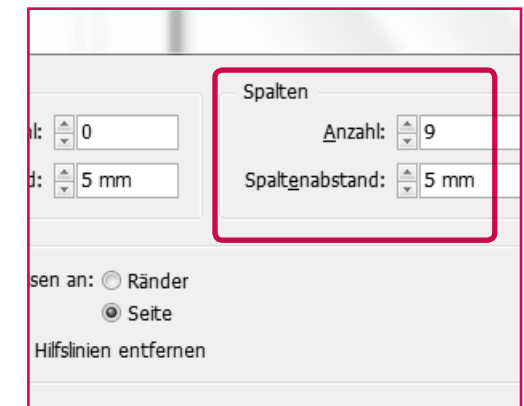 Spalten
l: 0
Anzahl: 9
d: 5 mm
Spaltenabstand: 5 mm
sen an: Ränder
Seite
Hilfslinien entfernen